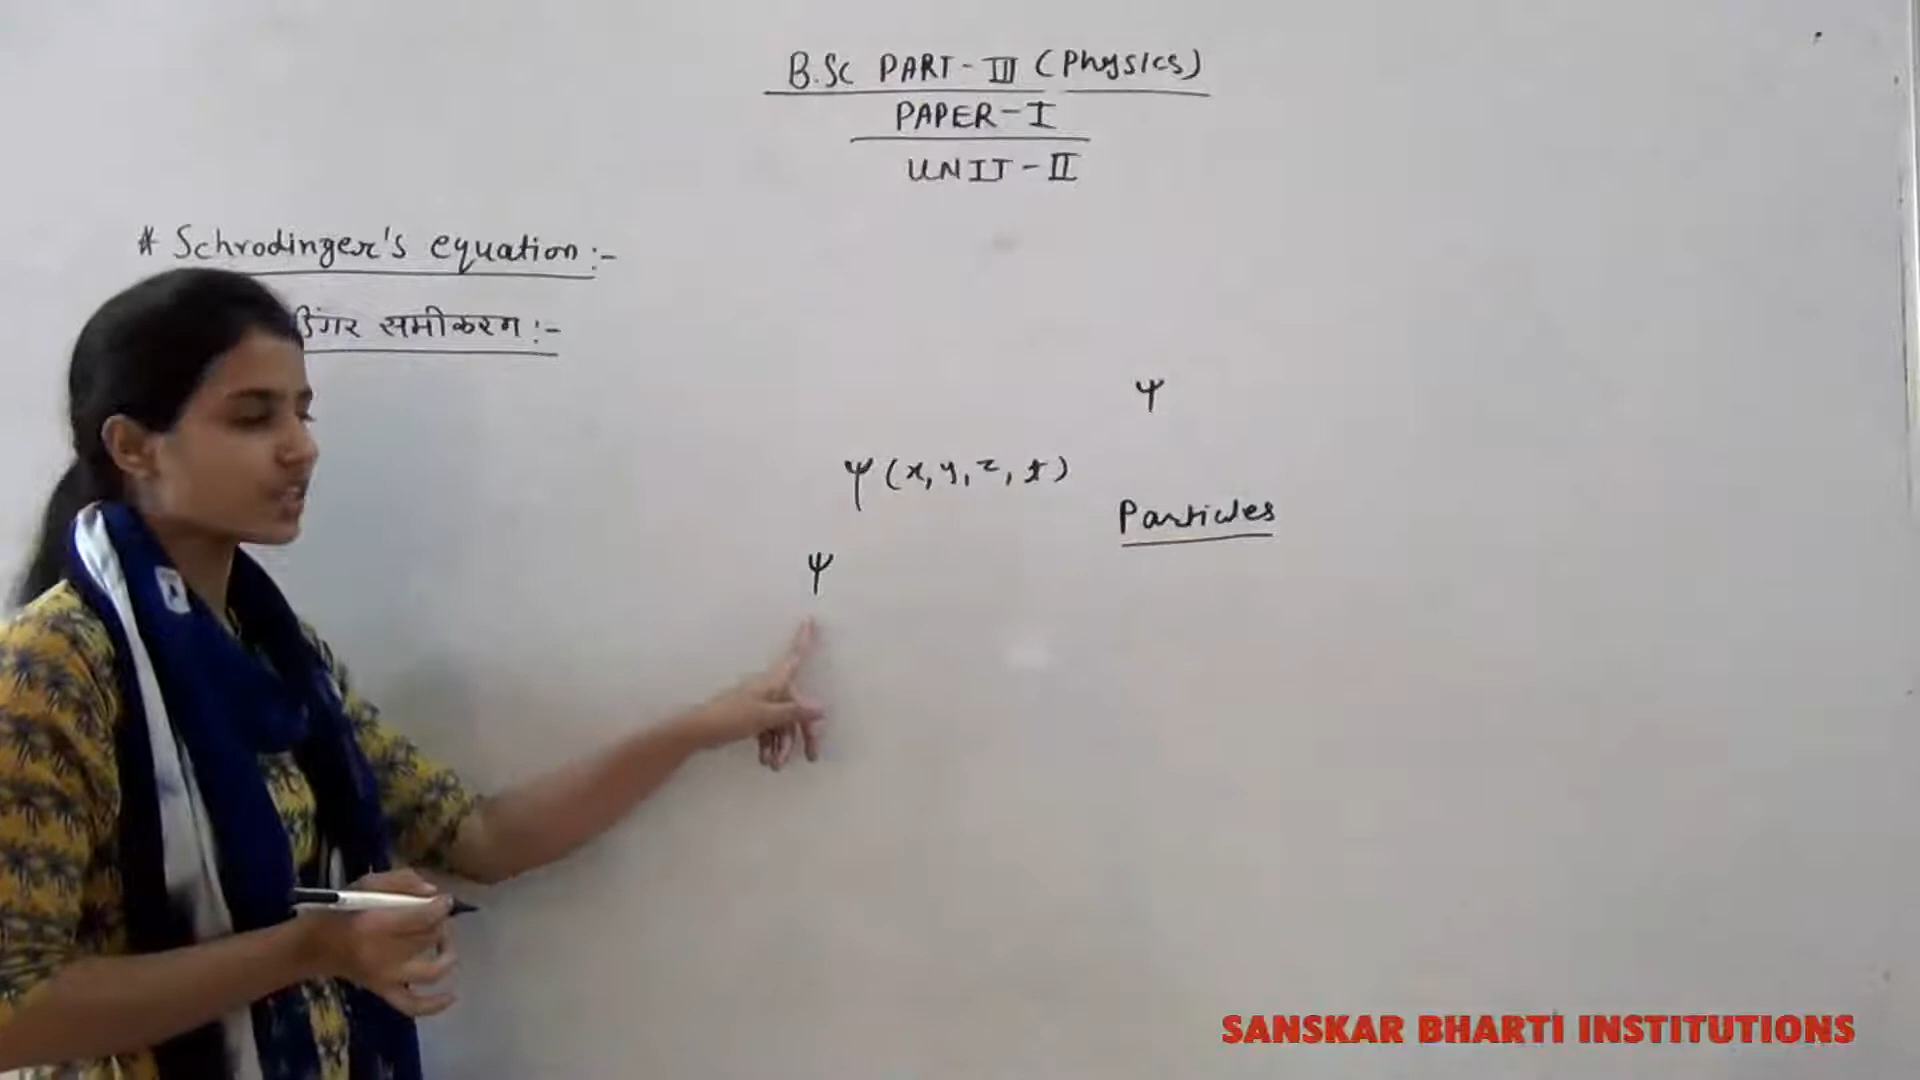 B.Sc PART-III (Physics)
PAPER-I
UNIT-II
* Schrodinger's equation:-
डिंगर समीकरण :-
ψ
ψ (x, y, z, t)
Particles
ψ
SANSKAR BHARTI INSTITUTIONS